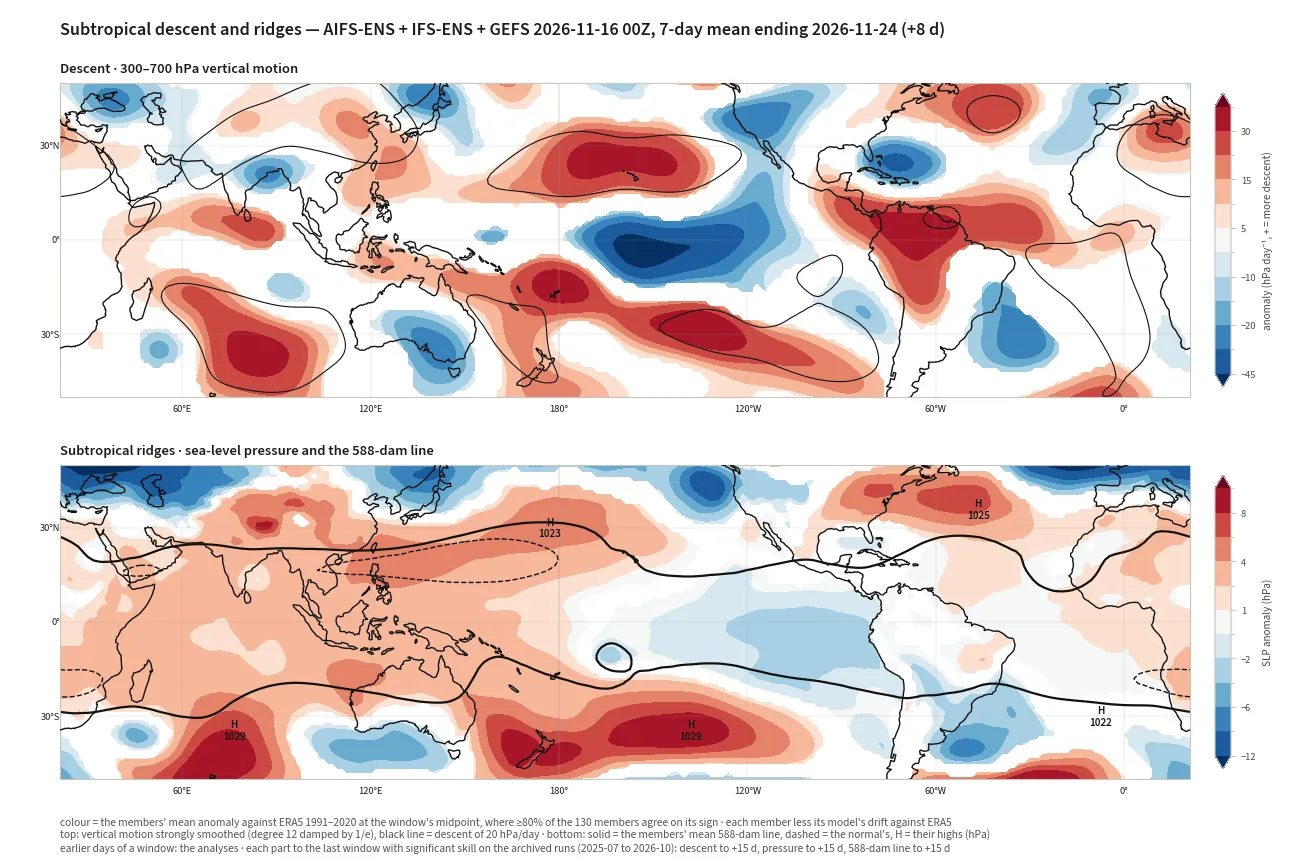 Subtropical descent and ridges — AIFS-ENS + IFS-ENS + GEFS 2026-11-16 00Z, 7-day mean ending 2026-11-24 (+8 d)
Descent · 300–700 hPa vertical motion
30°N
0°
30°S
60°E
120°E
180°
120°W
60°W
0°
30
15
5
−10
−20
−45
anomaly (hPa day⁻¹, + = more descent)
Subtropical ridges · sea-level pressure and the 588-dam line
30°N
0°
30°S
H
1023
H
1025
H
1029
H
1029
H
1022
60°E
120°E
180°
120°W
60°W
0°
8
4
1
−2
−6
−12
SLP anomaly (hPa)
colour = the members' mean anomaly against ERA5 1991–2020 at the window's midpoint, where ≥80% of the 130 members agree on its sign · each member less its model's drift against ERA5
top: vertical motion strongly smoothed (degree 12 damped by 1/e), black line = descent of 20 hPa/day · bottom: solid = the members' mean 588-dam line, dashed = the normal's, H = their highs (hPa)
earlier days of a window: the analyses · each part to the last window with significant skill on the archived runs (2025-07 to 2026-10): descent to +15 d, pressure to +15 d, 588-dam line to +15 d